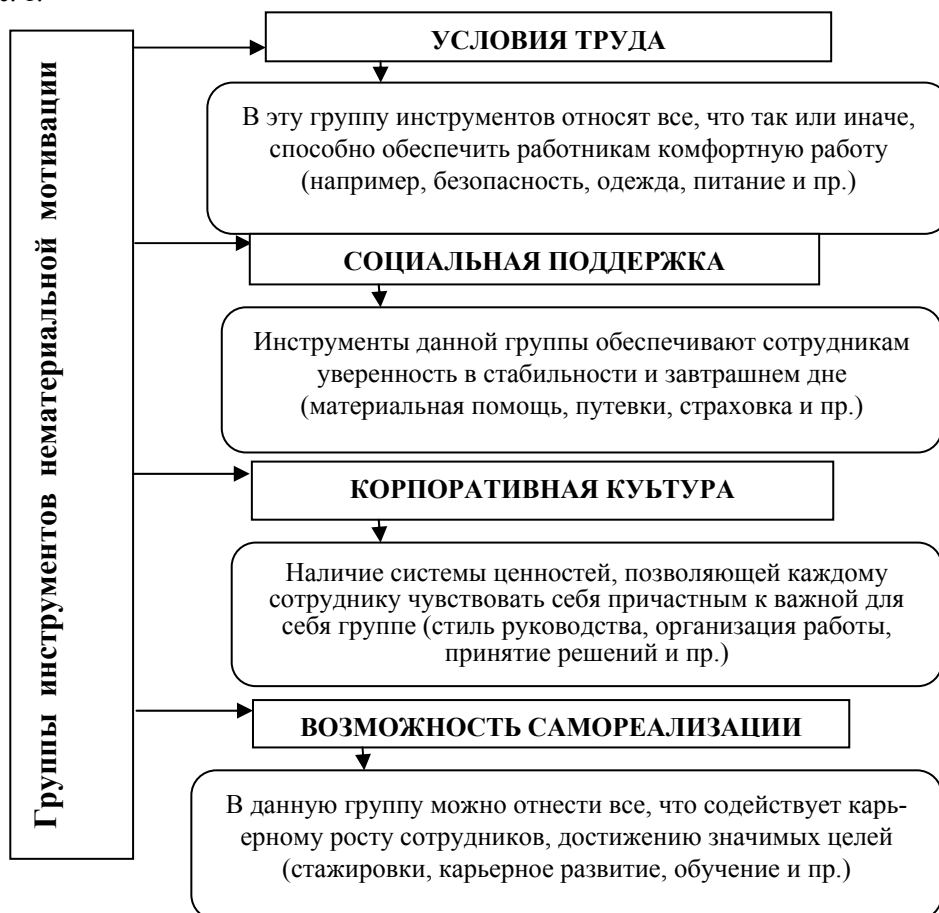 Группы инструментов нематериальной мотивации
УСЛОВИЯ ТРУДА
В эту группу инструментов относят все, что так или иначе,
способно обеспечить работникам комфортную работу
(например, безопасность, одежда, питание и пр.)
СОЦИАЛЬНАЯ ПОДДЕРЖКА
Инструменты данной группы обеспечивают сотрудникам
уверенность в стабильности и завтрашнем дне
(материальная помощь, путевки, страховка и пр.)
КОРПОРАТИВНАЯ КУЬТУРА
Наличие системы ценностей, позволяющей каждому
сотруднику чувствовать себя причастным к важной для
себя группе (стиль руководства, организация работы,
принятие решений и пр.)
ВОЗМОЖНОСТЬ САМОРЕАЛИЗАЦИИ
В данную группу можно отнести все, что содействует карь-
ерному росту сотрудников, достижению значимых целей
(стажировки, карьерное развитие, обучение и пр.)